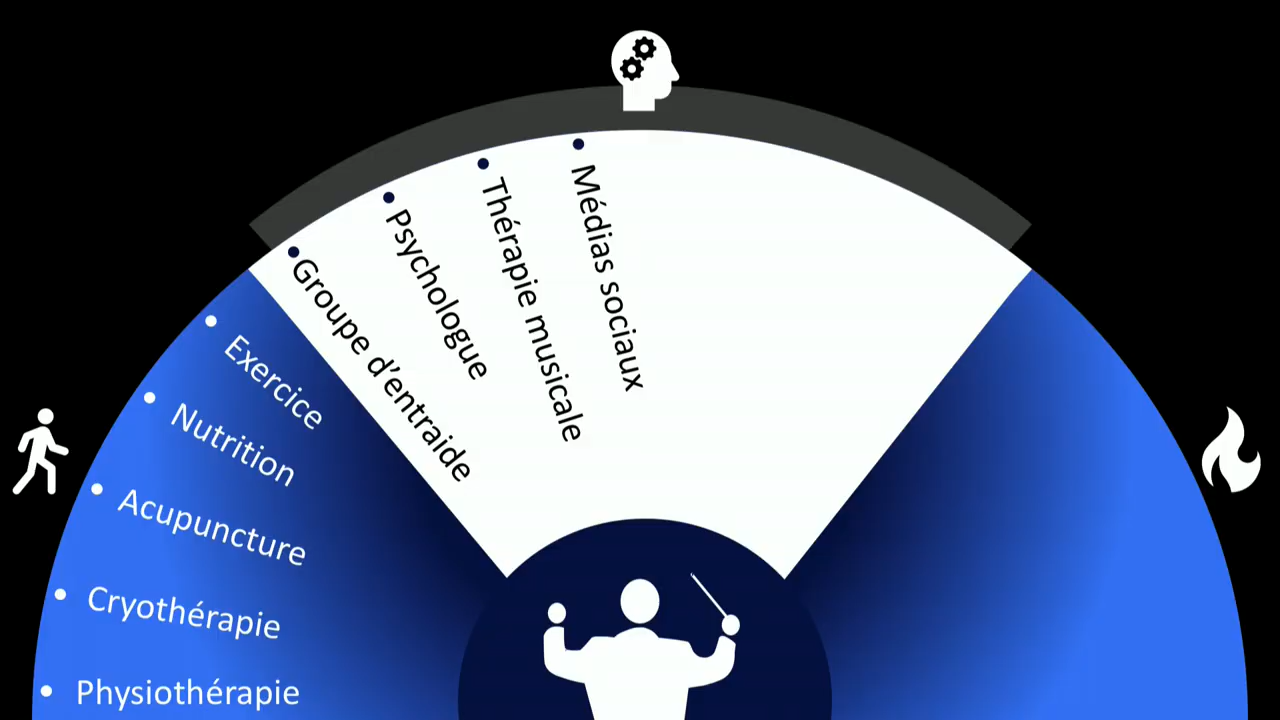 • Médias sociaux
• Thérapie musicale
• Psychologue
• Groupe d’entraide
• Exercice
• Nutrition
• Acupuncture
• Cryothérapie
• Physiothérapie